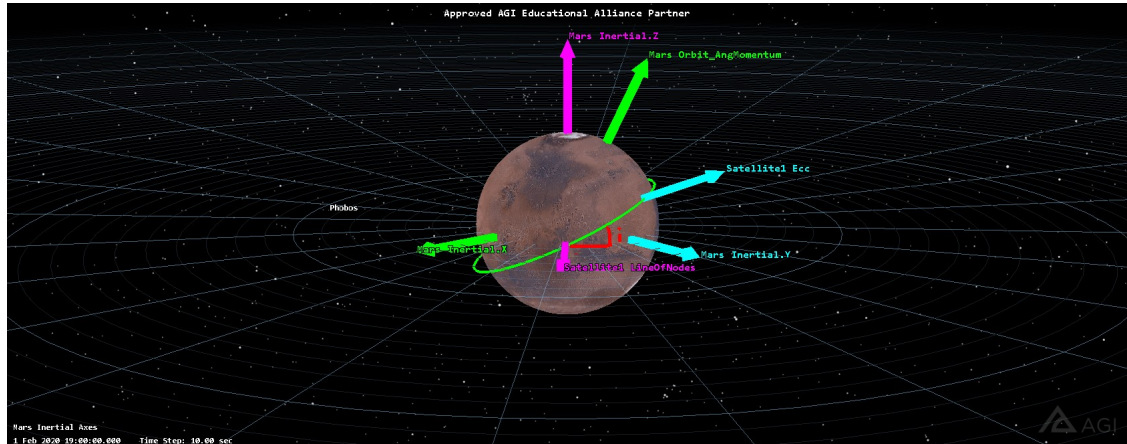 Approved AGI Educational Alliance Partner
Mars Inertial.Z
Mars Orbit_AngMomentum
Satellite1 Ecc
Phobos
i
Mars Inertial.X
Mars Inertial.Y
Satellite1 LineOfNodes
Mars Inertial Axes
1 Feb 2020 19:00:00.000 Time Step: 10.00 sec
AGI